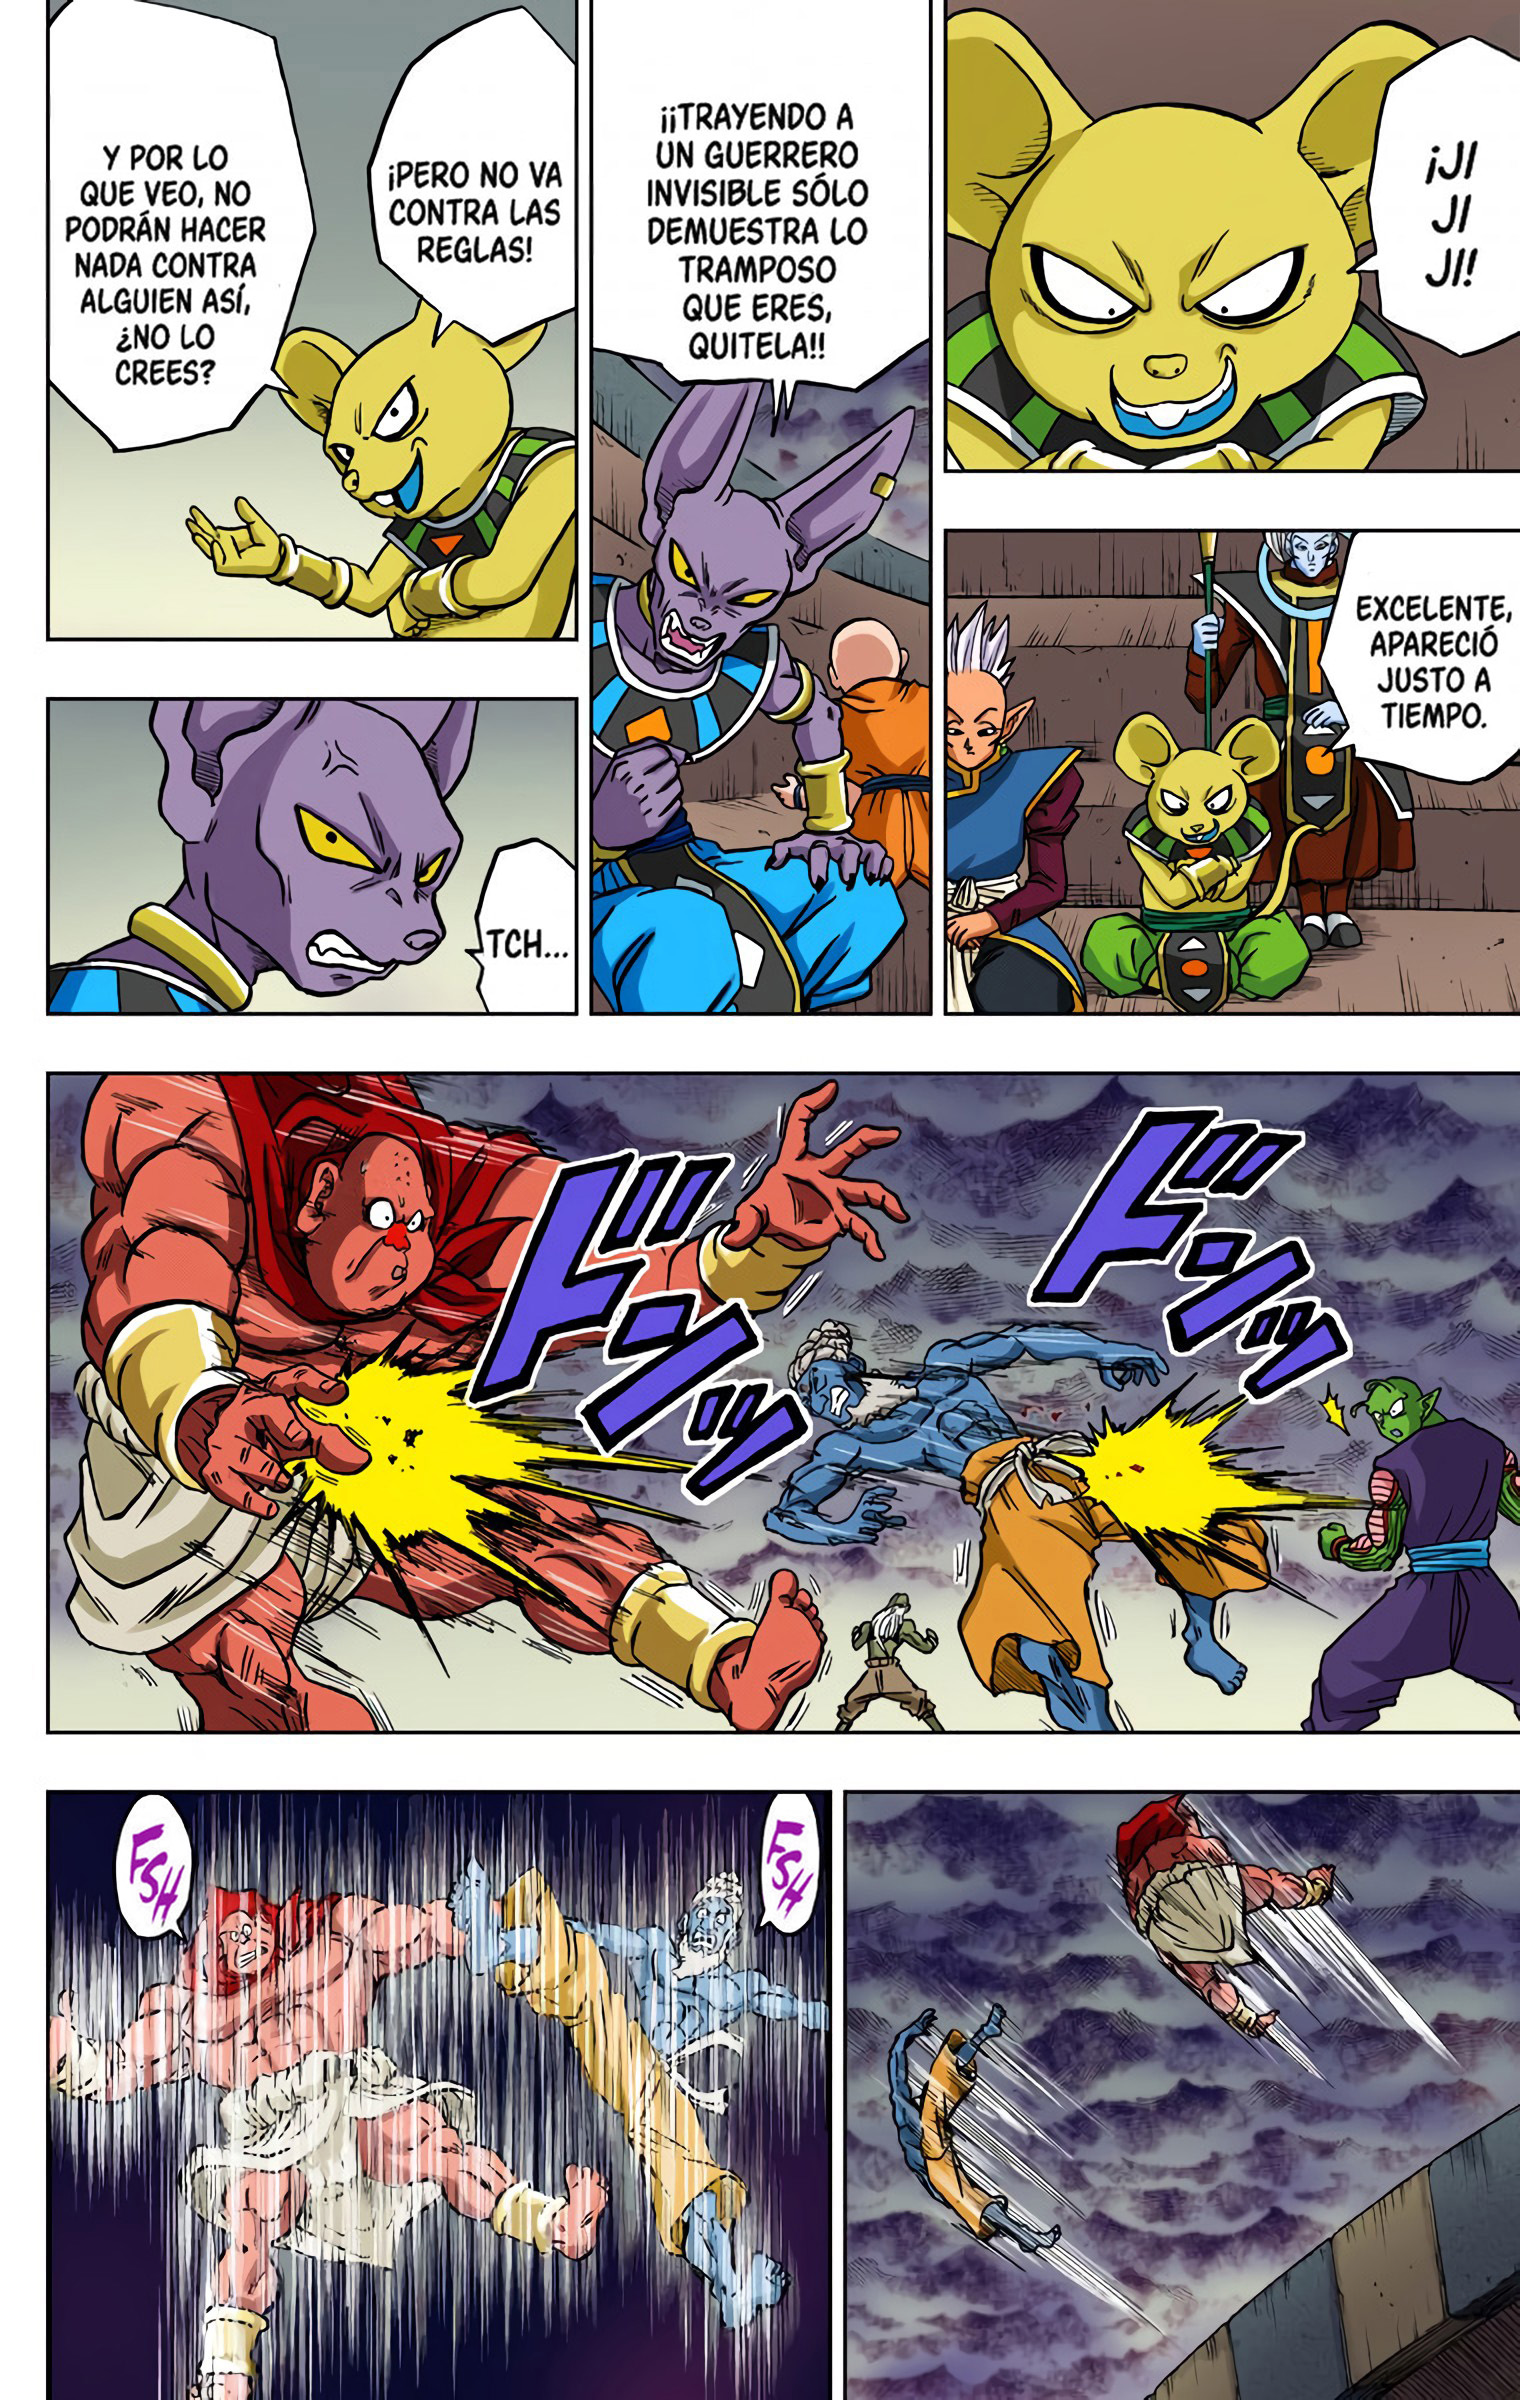 ¡JI
JI
JI!
EXCELENTE,
APARECIÓ
JUSTO A
TIEMPO.
¡¡TRAYENDO A
UN GUERRERO
INVISIBLE SÓLO
DEMUESTRA LO
TRAMPOSO
QUE ERES,
QUITELA!!
¡PERO NO VA
CONTRA LAS
REGLAS!
Y POR LO
QUE VEO, NO
PODRÁN HACER
NADA CONTRA
ALGUIEN ASÍ,
¿NO LO
CREES?
TCH...
ドンッ
ドンッ
FSH
FSH